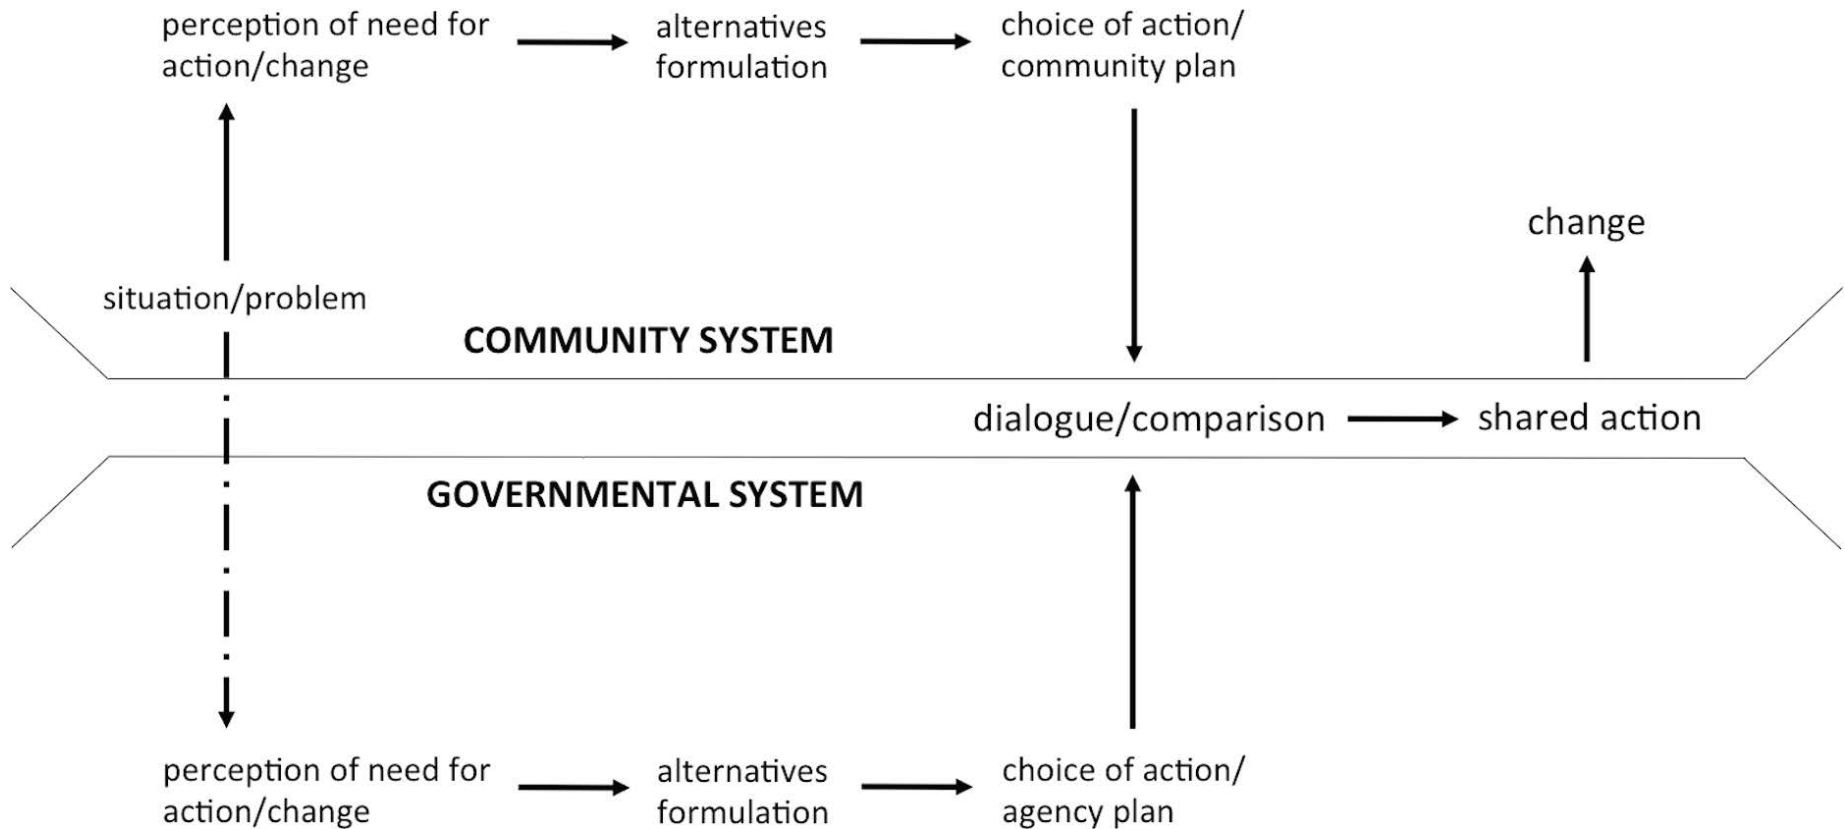 perception of need for
action/change
alternatives
formulation
choice of action/
community plan
change
situation/problem
COMMUNITY SYSTEM
dialogue/comparison
shared action
GOVERNMENTAL SYSTEM
perception of need for
action/change
alternatives
formulation
choice of action/
agency plan